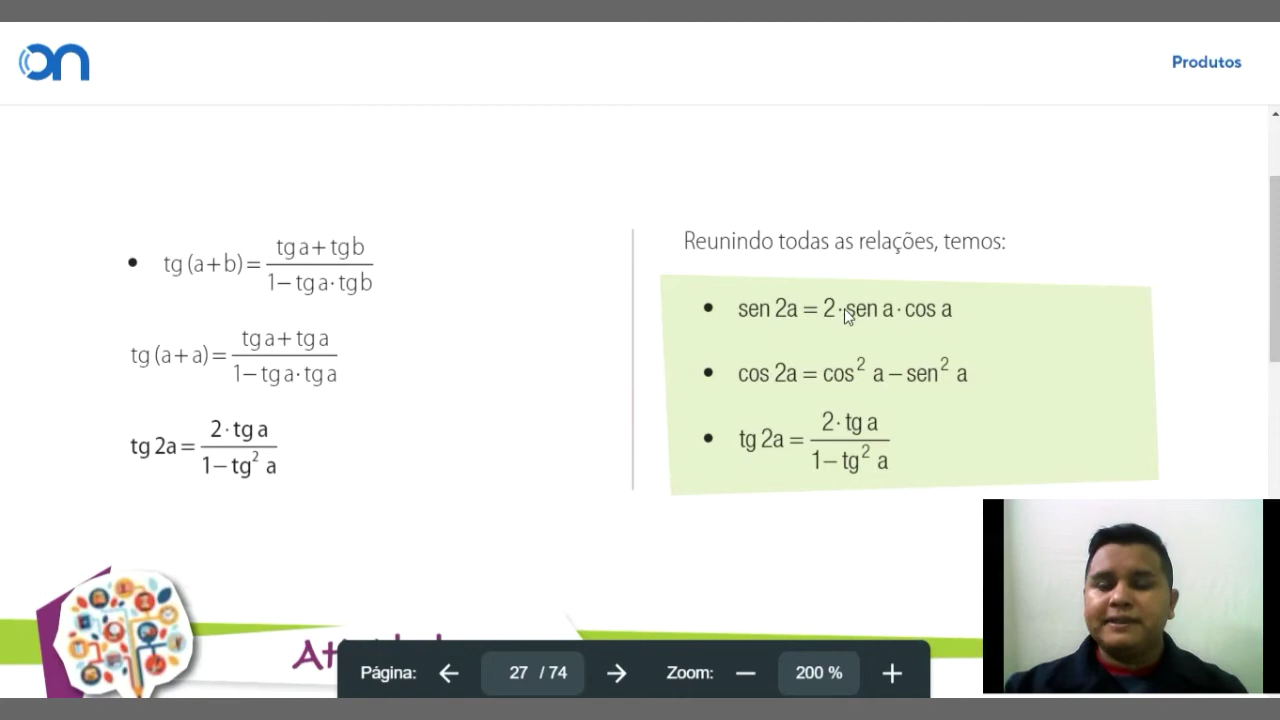 on
Produtos
• tg (a+b) = tg a + tg b / 1 − tg a · tg b
tg (a+a) = tg a + tg a / 1 − tg a · tg a
tg 2a = 2 · tg a / 1 − tg² a
Reunindo todas as relações, temos:
• sen 2a = 2 · sen a · cos a
• cos 2a = cos² a − sen² a
• tg 2a = 2 · tg a / 1 − tg² a
Página: 27 / 74 Zoom: 200 %